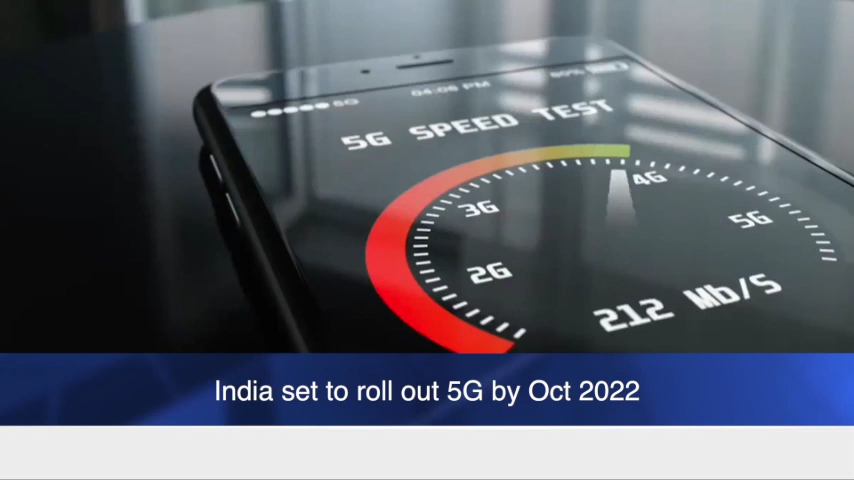 5G 04:06 PM 80%
5G SPEED TEST
4G
3G
5G
2G
212 Mb/S
India set to roll out 5G by Oct 2022